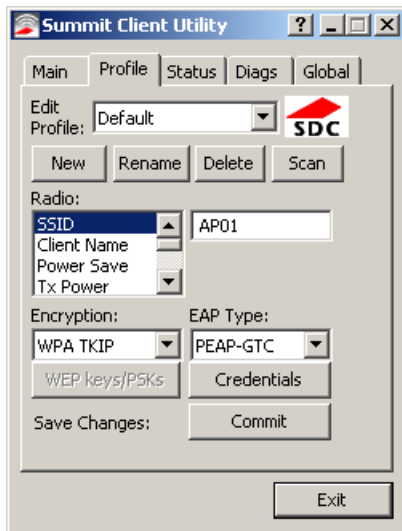 Summit Client Utility
Main Profile Status Diags Global
Edit
Profile: Default
SDC
New Rename Delete Scan
Radio:
SSID AP01
Client Name
Power Save
Tx Power
Encryption: EAP Type:
WPA TKIP PEAP-GTC
WEP keys/PSKs Credentials
Save Changes: Commit
Exit